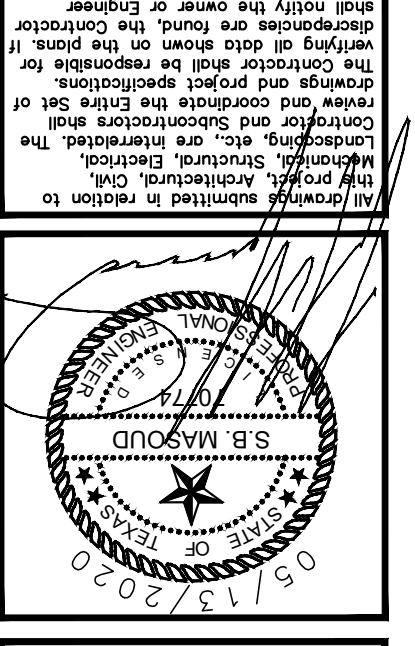 05/13/2020
STATE OF TEXAS
S.B. MASOUD
70774
LICENSED
PROFESSIONAL ENGINEER
All drawings submitted in relation to
this project, Architectural, Civil,
Mechanical, Structural, Electrical,
Landscaping, etc., are interrelated. The
Contractor and Subcontractors shall
review and coordinate the Entire Set of
drawings and project specifications.
The Contractor shall be responsible for
verifying all data shown on the plans. If
discrepancies are found, the Contractor
shall notify the owner or Engineer